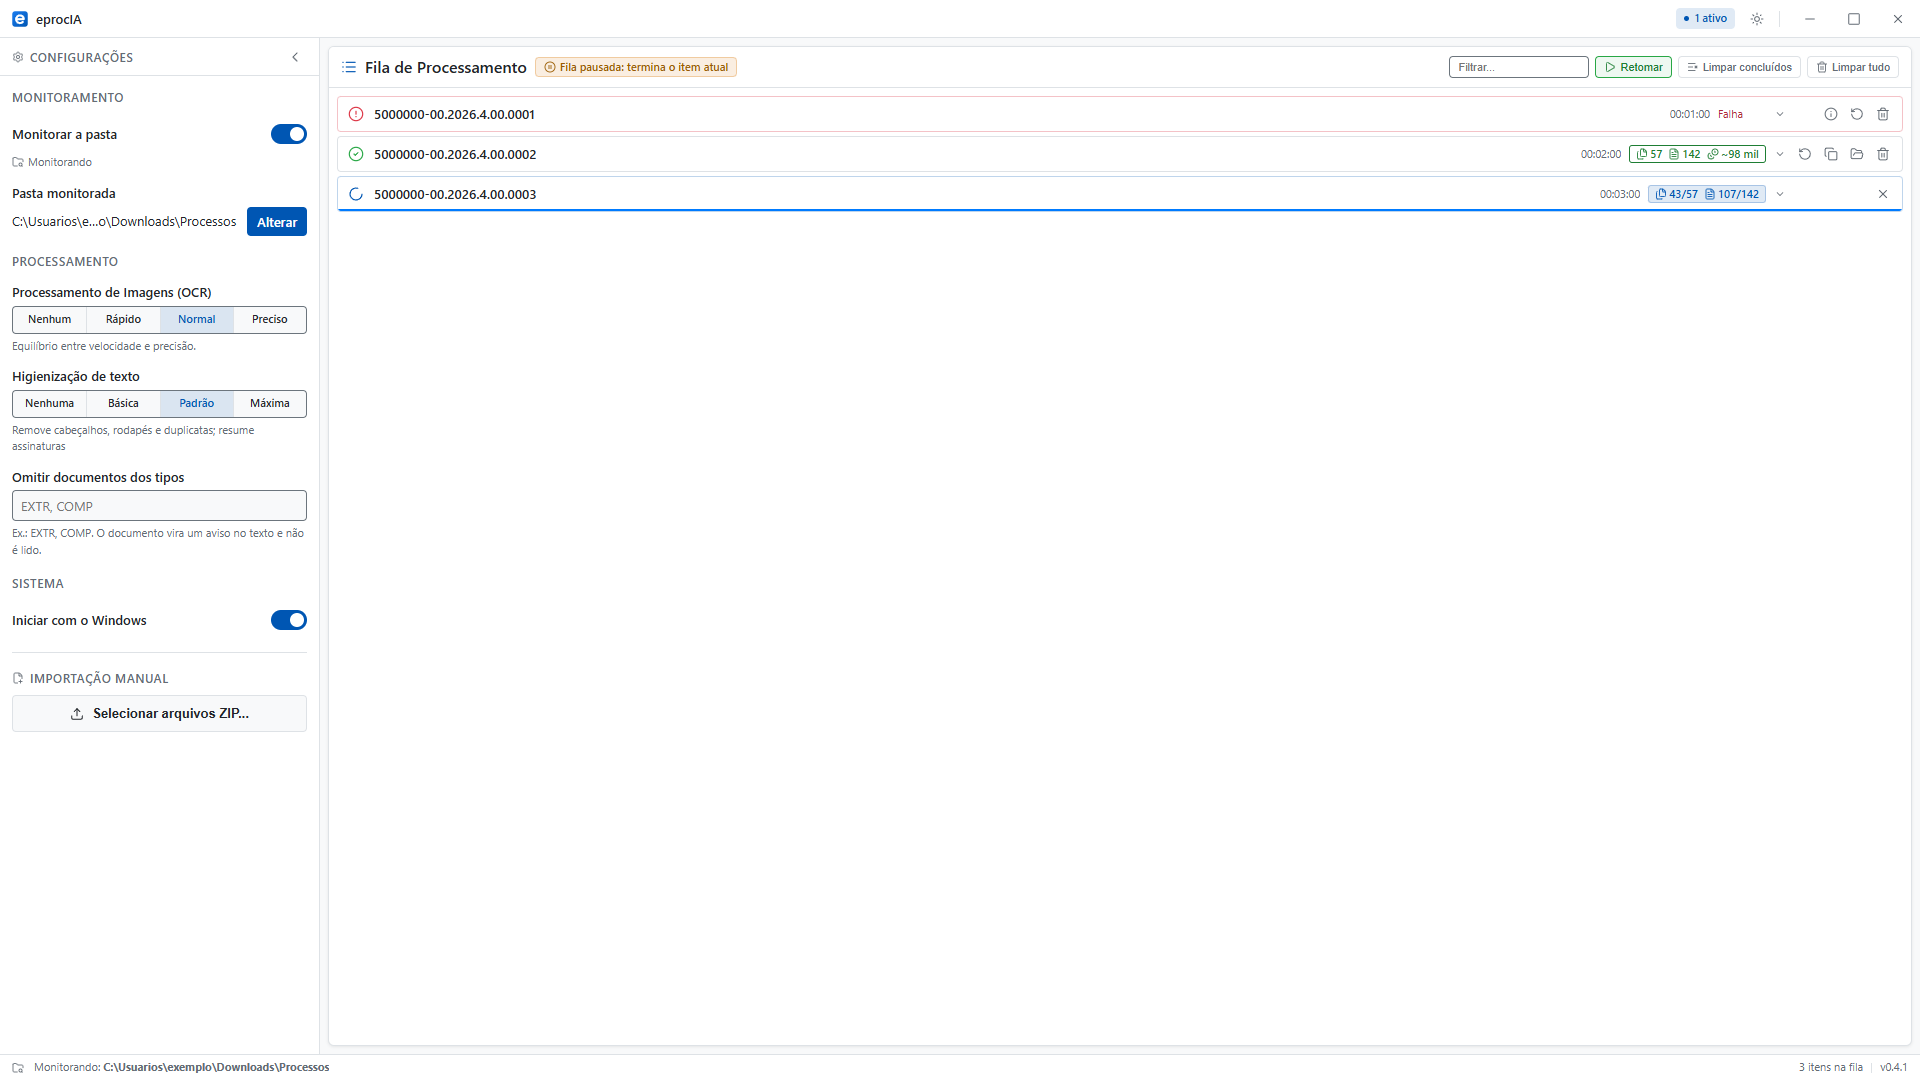 eprocIA
1 ativo
CONFIGURAÇÕES
MONITORAMENTO
Monitorar a pasta
Monitorando
Pasta monitorada
C:\Usuarios\e...o\Downloads\Processos
Alterar
PROCESSAMENTO
Processamento de Imagens (OCR)
Nenhum Rápido Normal Preciso
Equilíbrio entre velocidade e precisão.
Higienização de texto
Nenhuma Básica Padrão Máxima
Remove cabeçalhos, rodapés e duplicatas; resume
assinaturas
Omitir documentos dos tipos
EXTR, COMP
Ex.: EXTR, COMP. O documento vira um aviso no texto e não
é lido.
SISTEMA
Iniciar com o Windows
IMPORTAÇÃO MANUAL
Selecionar arquivos ZIP...
Fila de Processamento Fila pausada: termina o item atual Filtrar... Retomar Limpar concluídos Limpar tudo
5000000-00.2026.4.00.0001 00:01:00 Falha
5000000-00.2026.4.00.0002 00:02:00 57 142 ~98 mil
5000000-00.2026.4.00.0003 00:03:00 43/57 107/142
Monitorando: C:\Usuarios\exemplo\Downloads\Processos
3 itens na fila v0.4.1